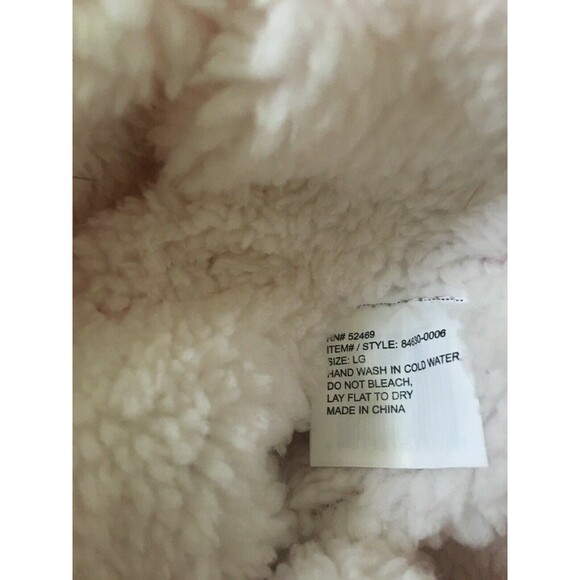 RN# 52469
ITEM# / STYLE: 84630-0006
SIZE: LG
HAND WASH IN COLD WATER,
DO NOT BLEACH,
LAY FLAT TO DRY
MADE IN CHINA